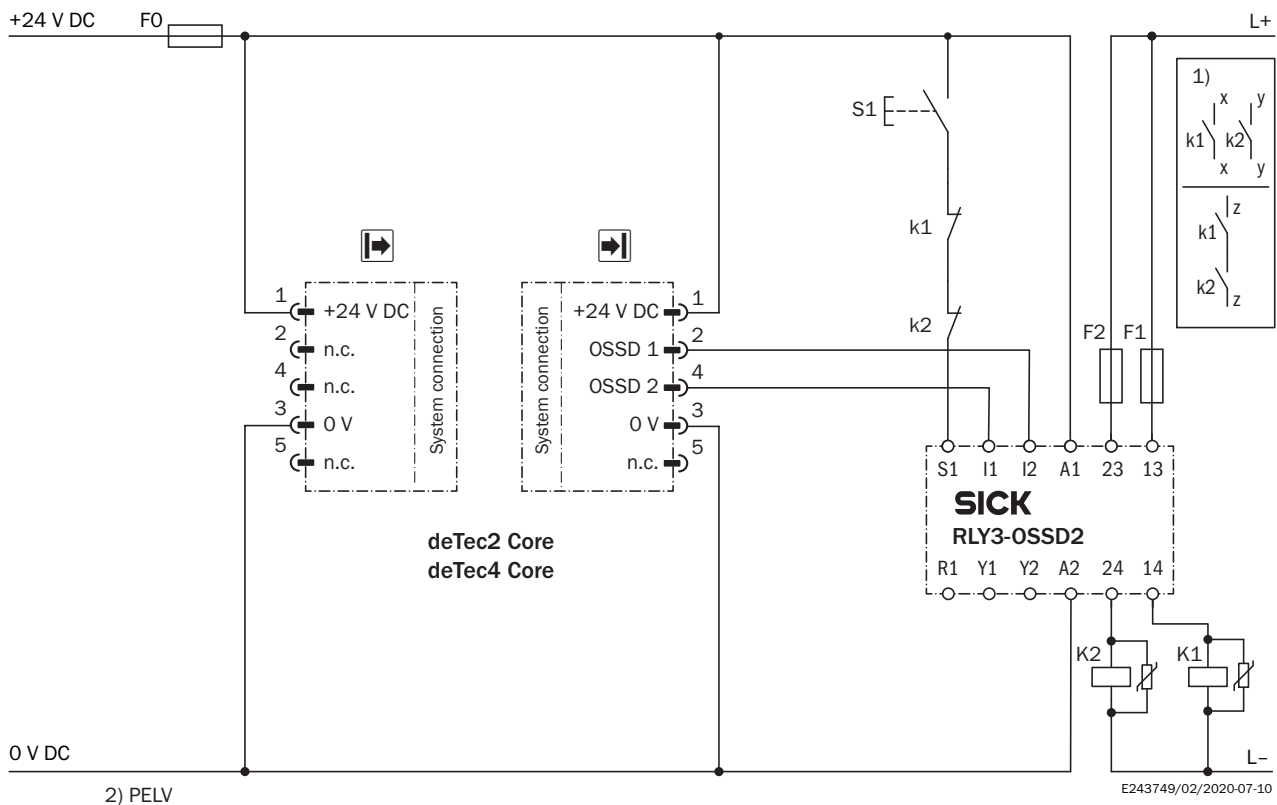 +24 V DC F0 L+
1)
x y
k1 k2
x y
z
k1
k2
z
S1
k1
k2
F2 F1
1 +24 V DC
2 n.c.
4 n.c.
3 0 V
5 n.c.
System connection
System connection
+24 V DC 1
OSSD 1 2
OSSD 2 4
0 V 3
n.c. 5
deTec2 Core
deTec4 Core
S1 I1 I2 A1 23 13
SICK
RLY3-OSSD2
R1 Y1 Y2 A2 24 14
K2 K1
0 V DC L–
2) PELV
E243749/02/2020-07-10